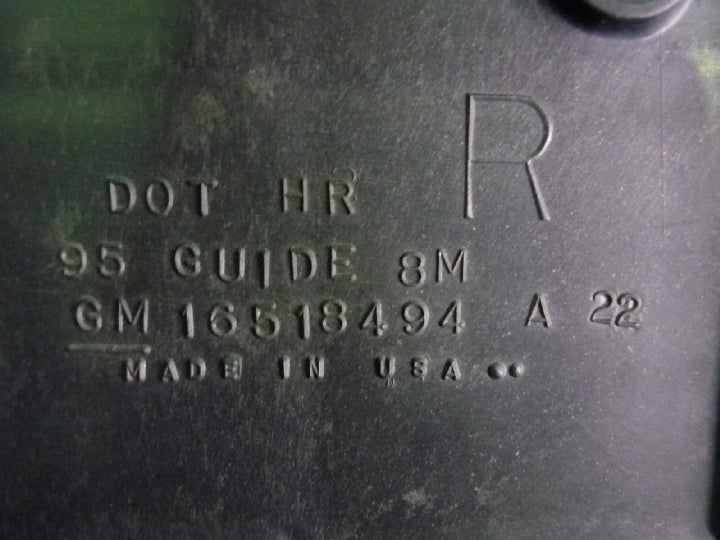 R
DOT HR
95 GUIDE 8M
GM 16518494 A 22
MADE IN USA